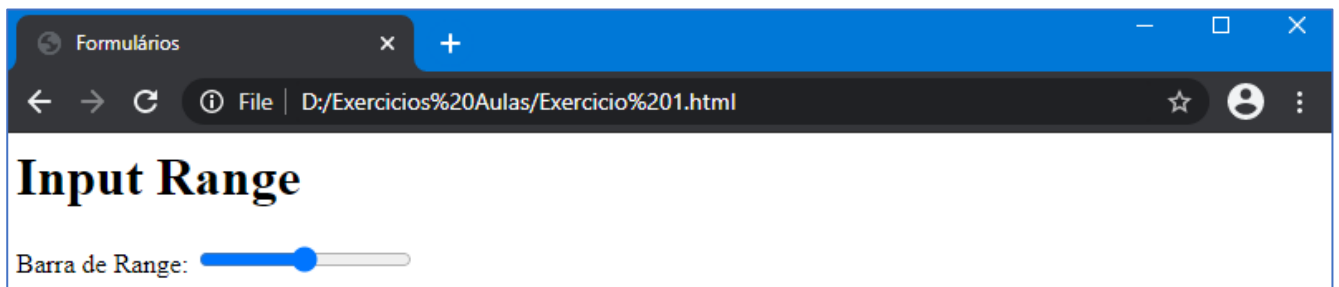 Formulários
File D:/Exercicios%20Aulas/Exercicio%201.html
Input Range
Barra de Range: